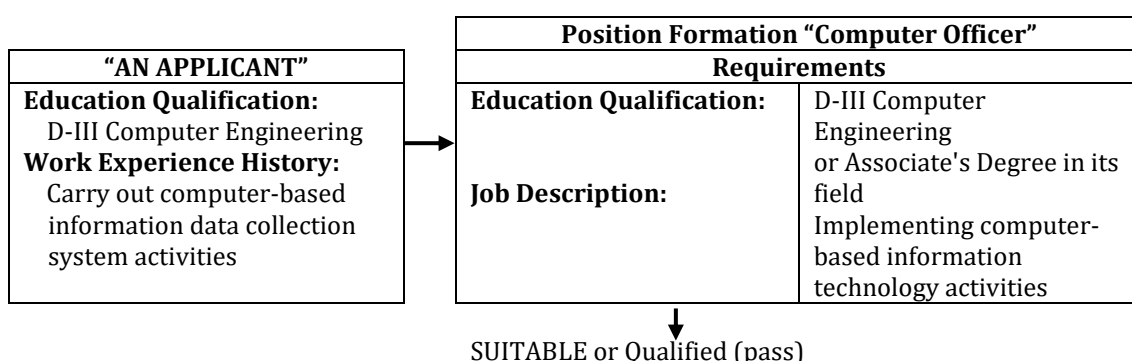 “AN APPLICANT”
Education Qualification:
D-III Computer Engineering
Work Experience History:
Carry out computer-based
information data collection
system activities
Position Formation “Computer Officer”
Requirements
Education Qualification:
D-III Computer
Engineering
or Associate's Degree in its
field
Job Description:
Implementing computer-
based information
technology activities
SUITABLE or Qualified (pass)